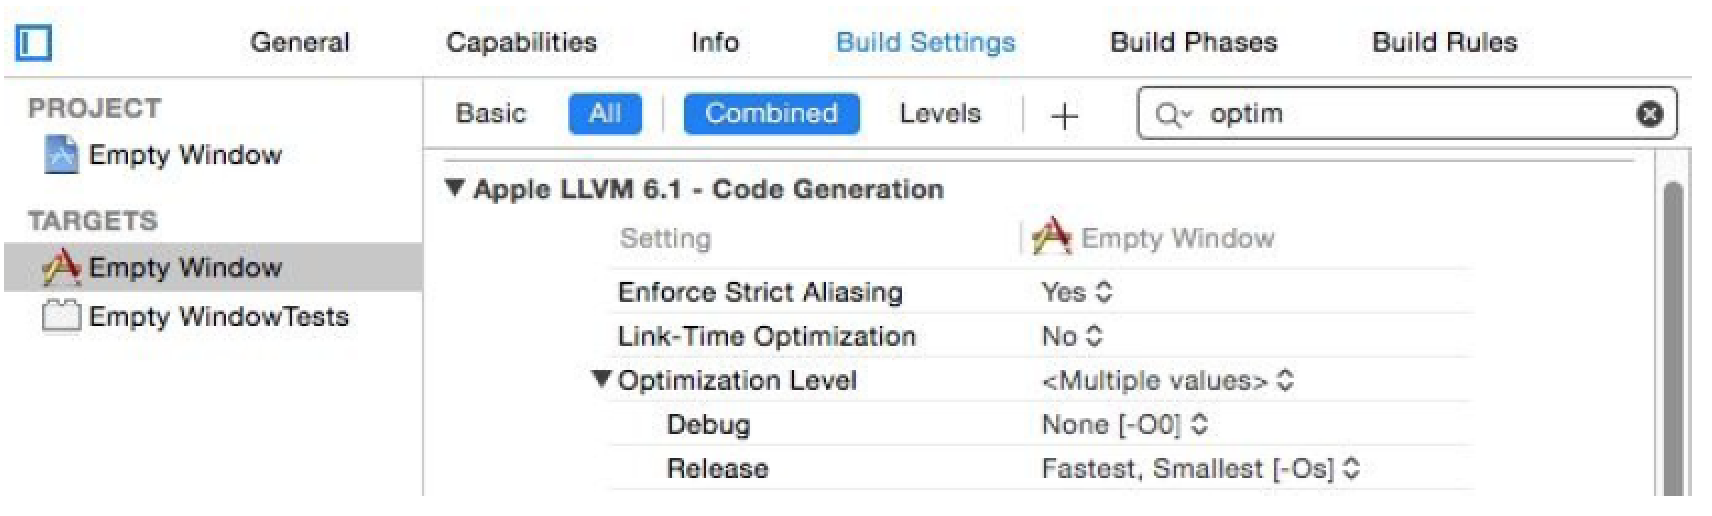 General Capabilities Info Build Settings Build Phases Build Rules
PROJECT
Empty Window
TARGETS
Empty Window
Empty WindowTests
Basic All Combined Levels + optim
Apple LLVM 6.1 - Code Generation
Setting Empty Window
Enforce Strict Aliasing Yes
Link-Time Optimization No
Optimization Level <Multiple values>
Debug None [-O0]
Release Fastest, Smallest [-Os]